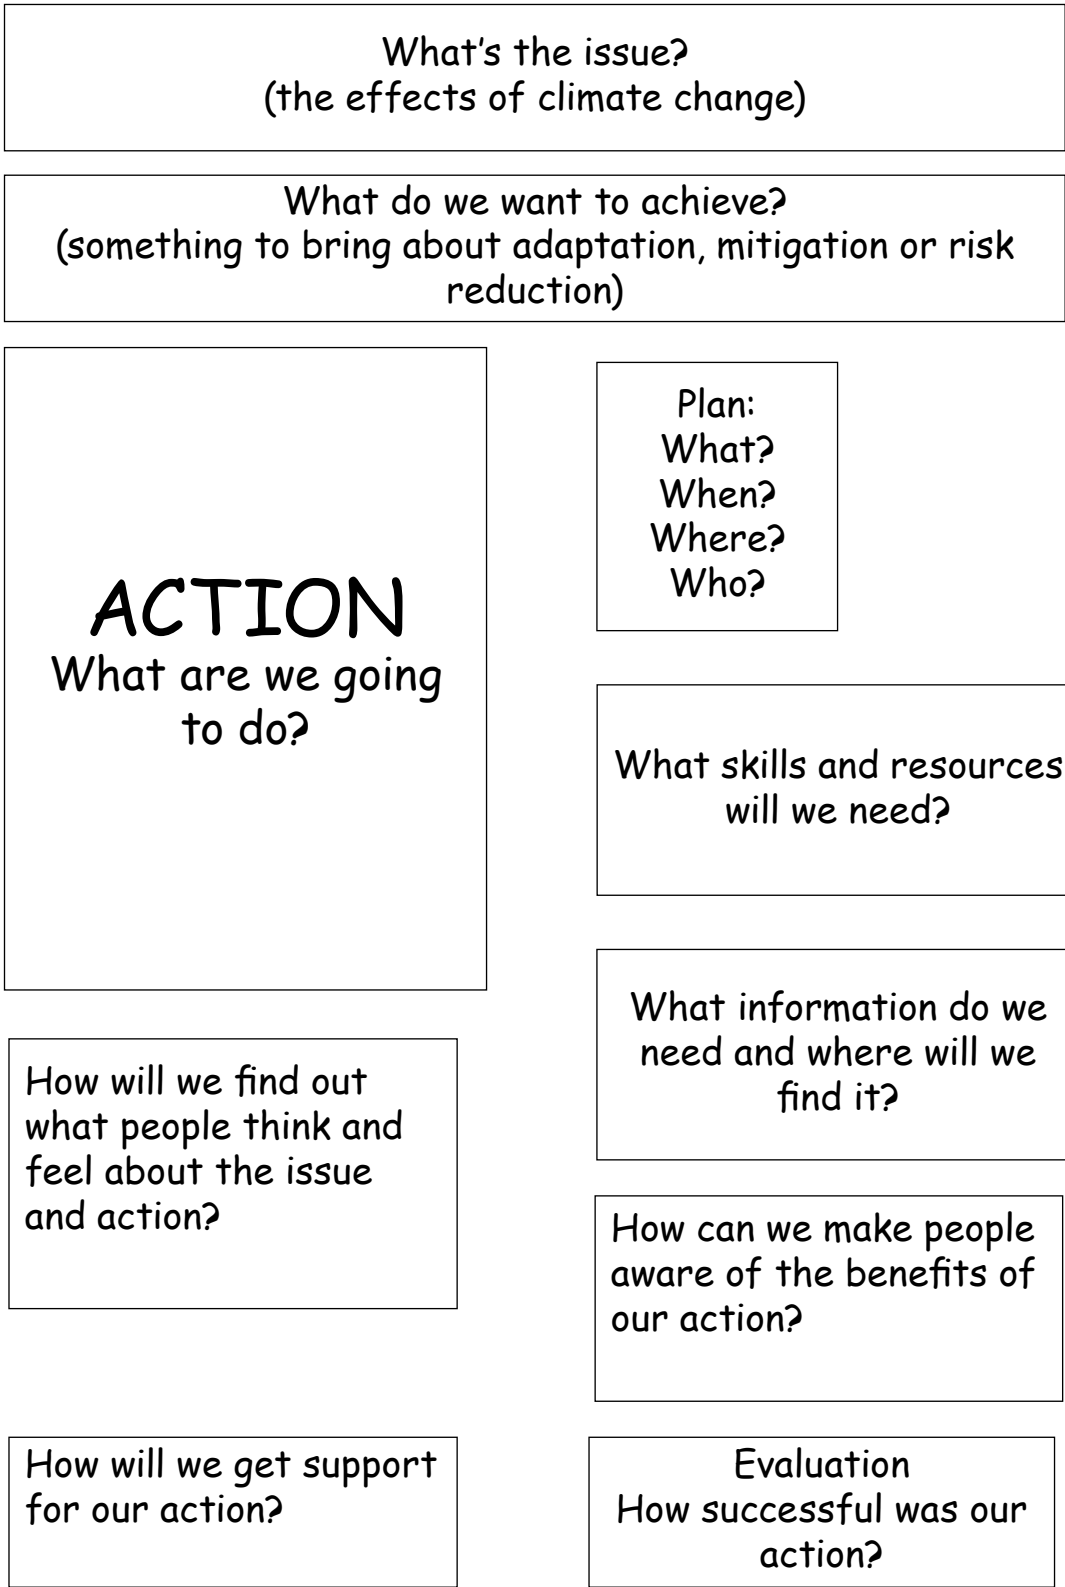 What’s the issue?
(the effects of climate change)
What do we want to achieve?
(something to bring about adaptation, mitigation or risk
reduction)
ACTION
What are we going
to do?
Plan:
What?
When?
Where?
Who?
What skills and resources
will we need?
What information do we
need and where will we
find it?
How will we find out
what people think and
feel about the issue
and action?
How can we make people
aware of the benefits of
our action?
How will we get support
for our action?
Evaluation
How successful was our
action?